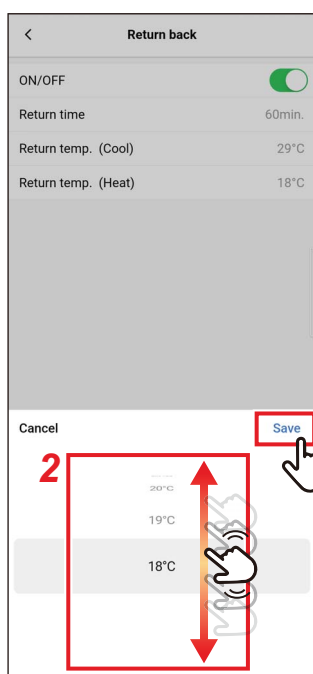 Return back
ON/OFF
Return time 60min.
Return temp. (Cool) 29°C
Return temp. (Heat) 18°C
Cancel Save
2
20°C
19°C
18°C